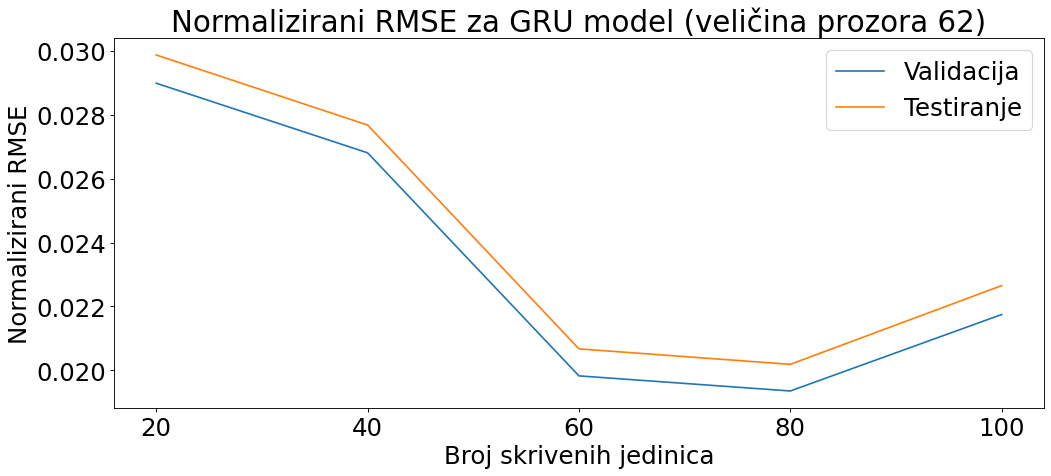 Normalizirani RMSE za GRU model (veličina prozora 62)
Normalizirani RMSE
0.030
0.028
0.026
0.024
0.022
0.020
Validacija
Testiranje
20 40 60 80 100
Broj skrivenih jedinica